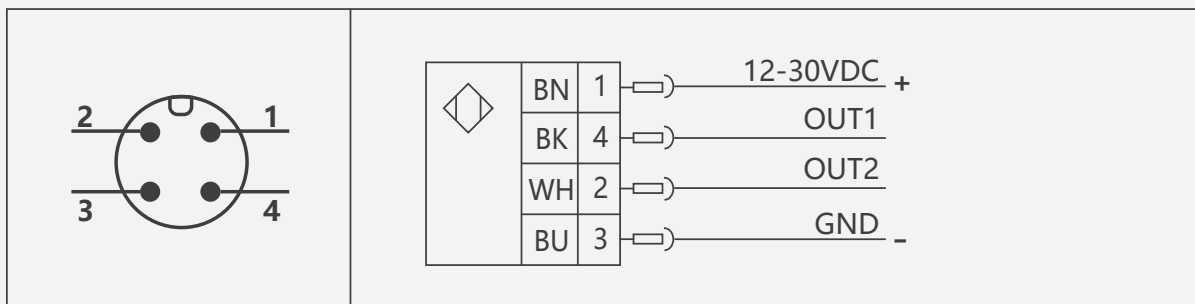 2 1
3 4
BN 1 12-30VDC +
BK 4 OUT1
WH 2 OUT2
BU 3 GND -